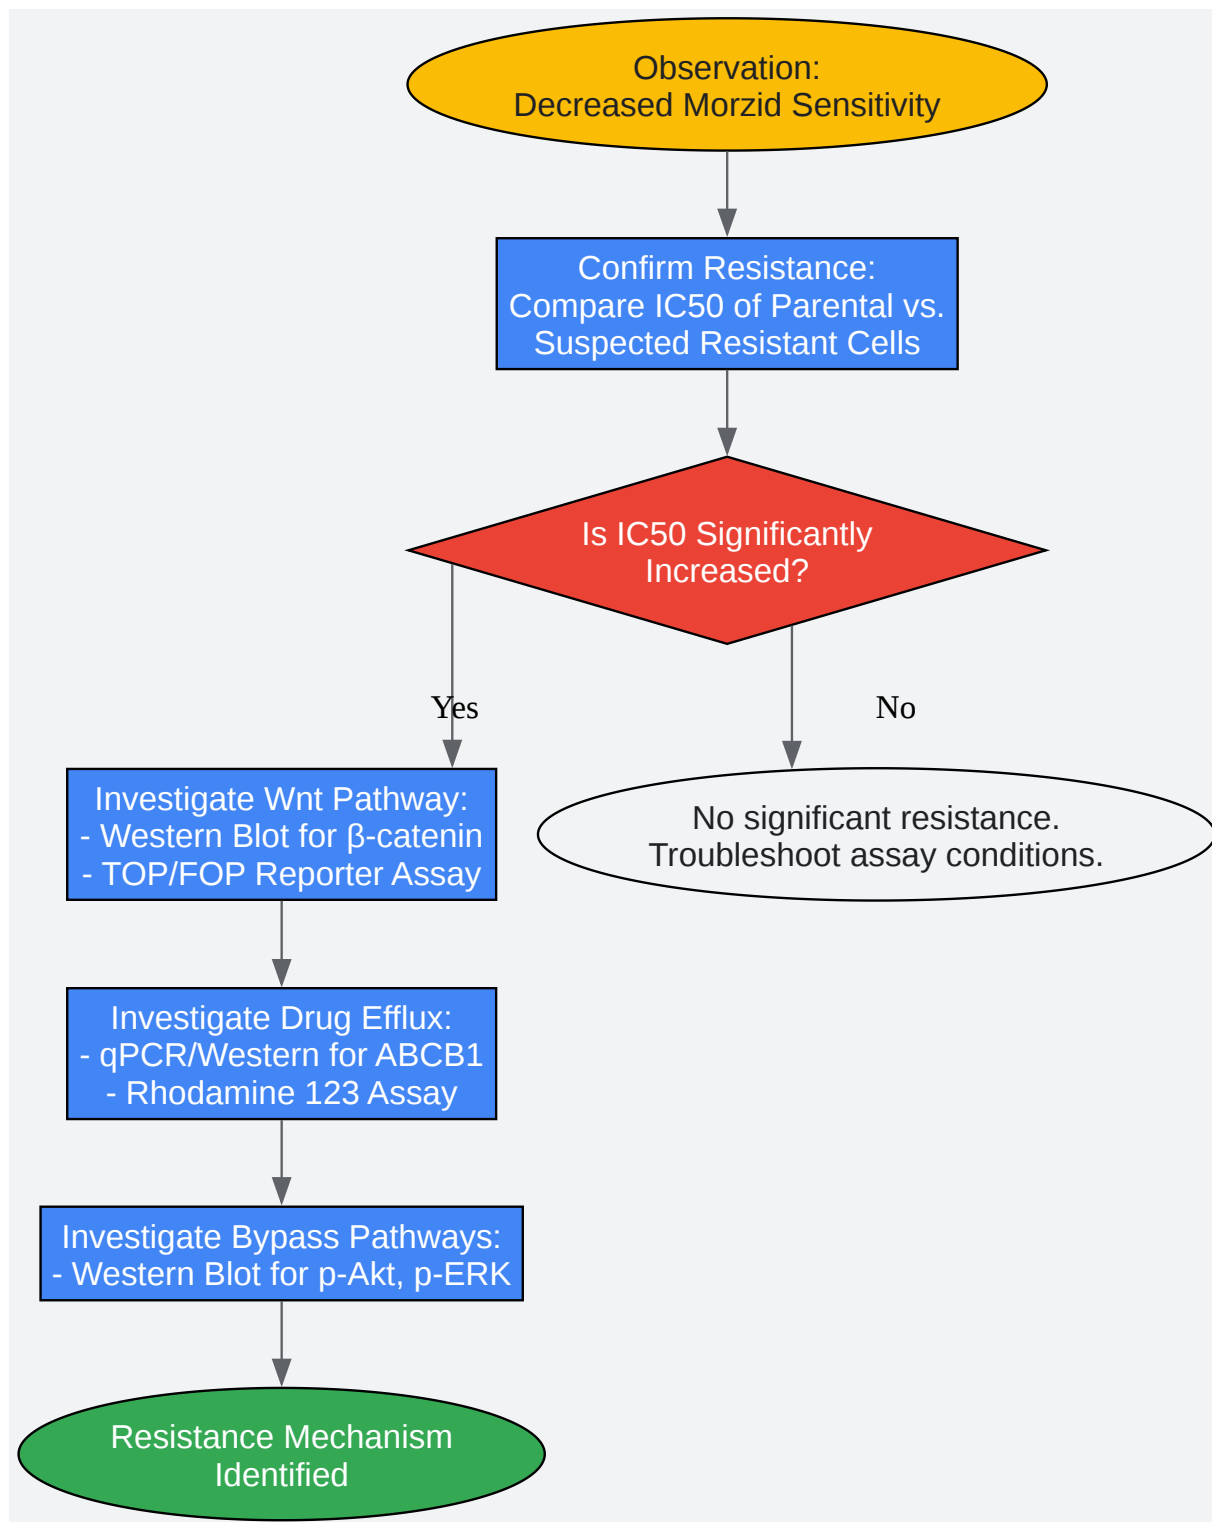 Observation:
Decreased Morzid Sensitivity
Confirm Resistance:
Compare IC50 of Parental vs.
Suspected Resistant Cells
Is IC50 Significantly
Increased?
Yes
No
Investigate Wnt Pathway:
- Western Blot for β-catenin
- TOP/FOP Reporter Assay
No significant resistance.
Troubleshoot assay conditions.
Investigate Drug Efflux:
- qPCR/Western for ABCB1
- Rhodamine 123 Assay
Investigate Bypass Pathways:
- Western Blot for p-Akt, p-ERK
Resistance Mechanism
Identified